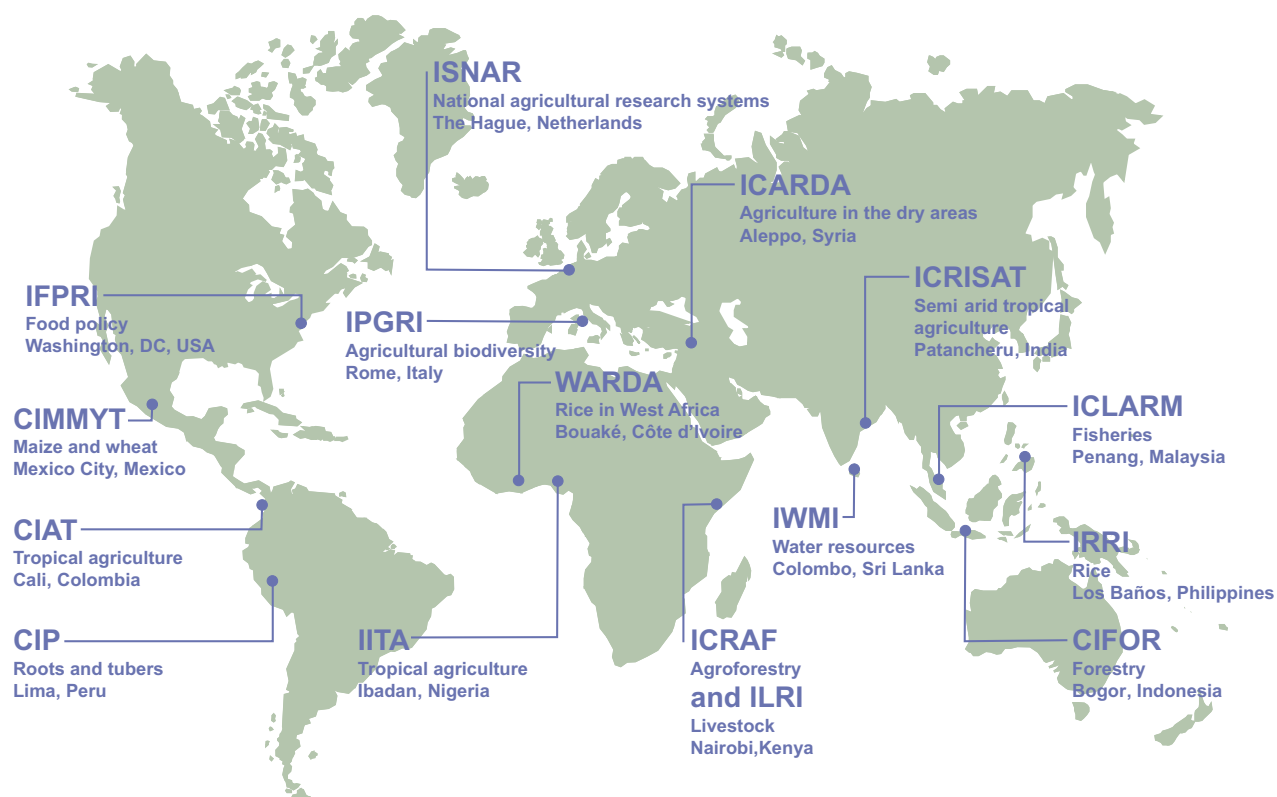 ISNAR
National agricultural research systems
The Hague, Netherlands
ICARDA
Agriculture in the dry areas
Aleppo, Syria
ICRISAT
Semi arid tropical
agriculture
Patancheru, India
IFPRI
Food policy
Washington, DC, USA
IPGRI
Agricultural biodiversity
Rome, Italy
WARDA
Rice in West Africa
Bouaké, Côte d'Ivoire
CIMMYT
Maize and wheat
Mexico City, Mexico
ICLARM
Fisheries
Penang, Malaysia
CIAT
Tropical agriculture
Cali, Colombia
IWMI
Water resources
Colombo, Sri Lanka
IRRI
Rice
Los Baños, Philippines
CIP
Roots and tubers
Lima, Peru
IITA
Tropical agriculture
Ibadan, Nigeria
ICRAF
Agroforestry
and ILRI
Livestock
Nairobi,Kenya
CIFOR
Forestry
Bogor, Indonesia